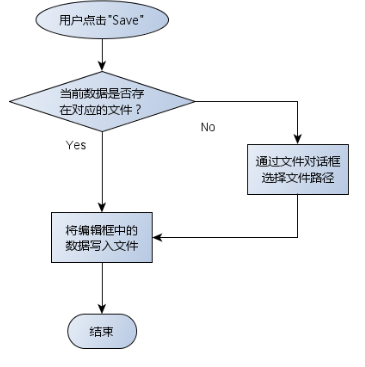 用户点击"Save"
当前数据是否存
在对应的文件？
No
Yes
通过文件对话框
选择文件路径
将编辑框中的
数据写入文件
结束